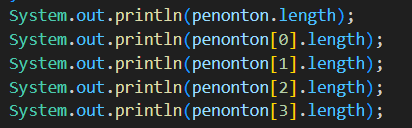 System.out.println(penonton.length);
System.out.println(penonton[0].length);
System.out.println(penonton[1].length);
System.out.println(penonton[2].length);
System.out.println(penonton[3].length);